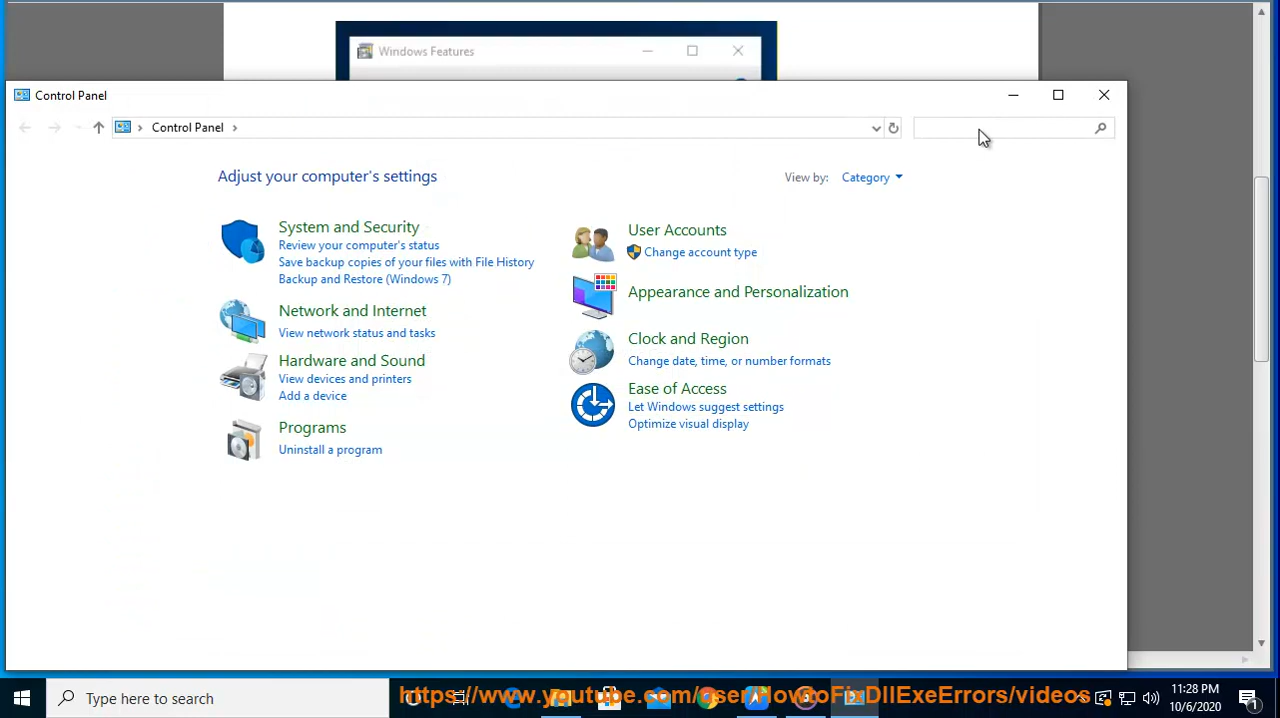 Windows Features
Control Panel
Control Panel
Adjust your computer's settings
View by: Category
System and Security
Review your computer's status
Save backup copies of your files with File History
Backup and Restore (Windows 7)
Network and Internet
View network status and tasks
Hardware and Sound
View devices and printers
Add a device
Programs
Uninstall a program
User Accounts
Change account type
Appearance and Personalization
Clock and Region
Change date, time, or number formats
Ease of Access
Let Windows suggest settings
Optimize visual display
Type here to search
https://www.youtube.com/user/HowtoFixDllExeErrors/videos
11:28 PM
10/6/2020
1